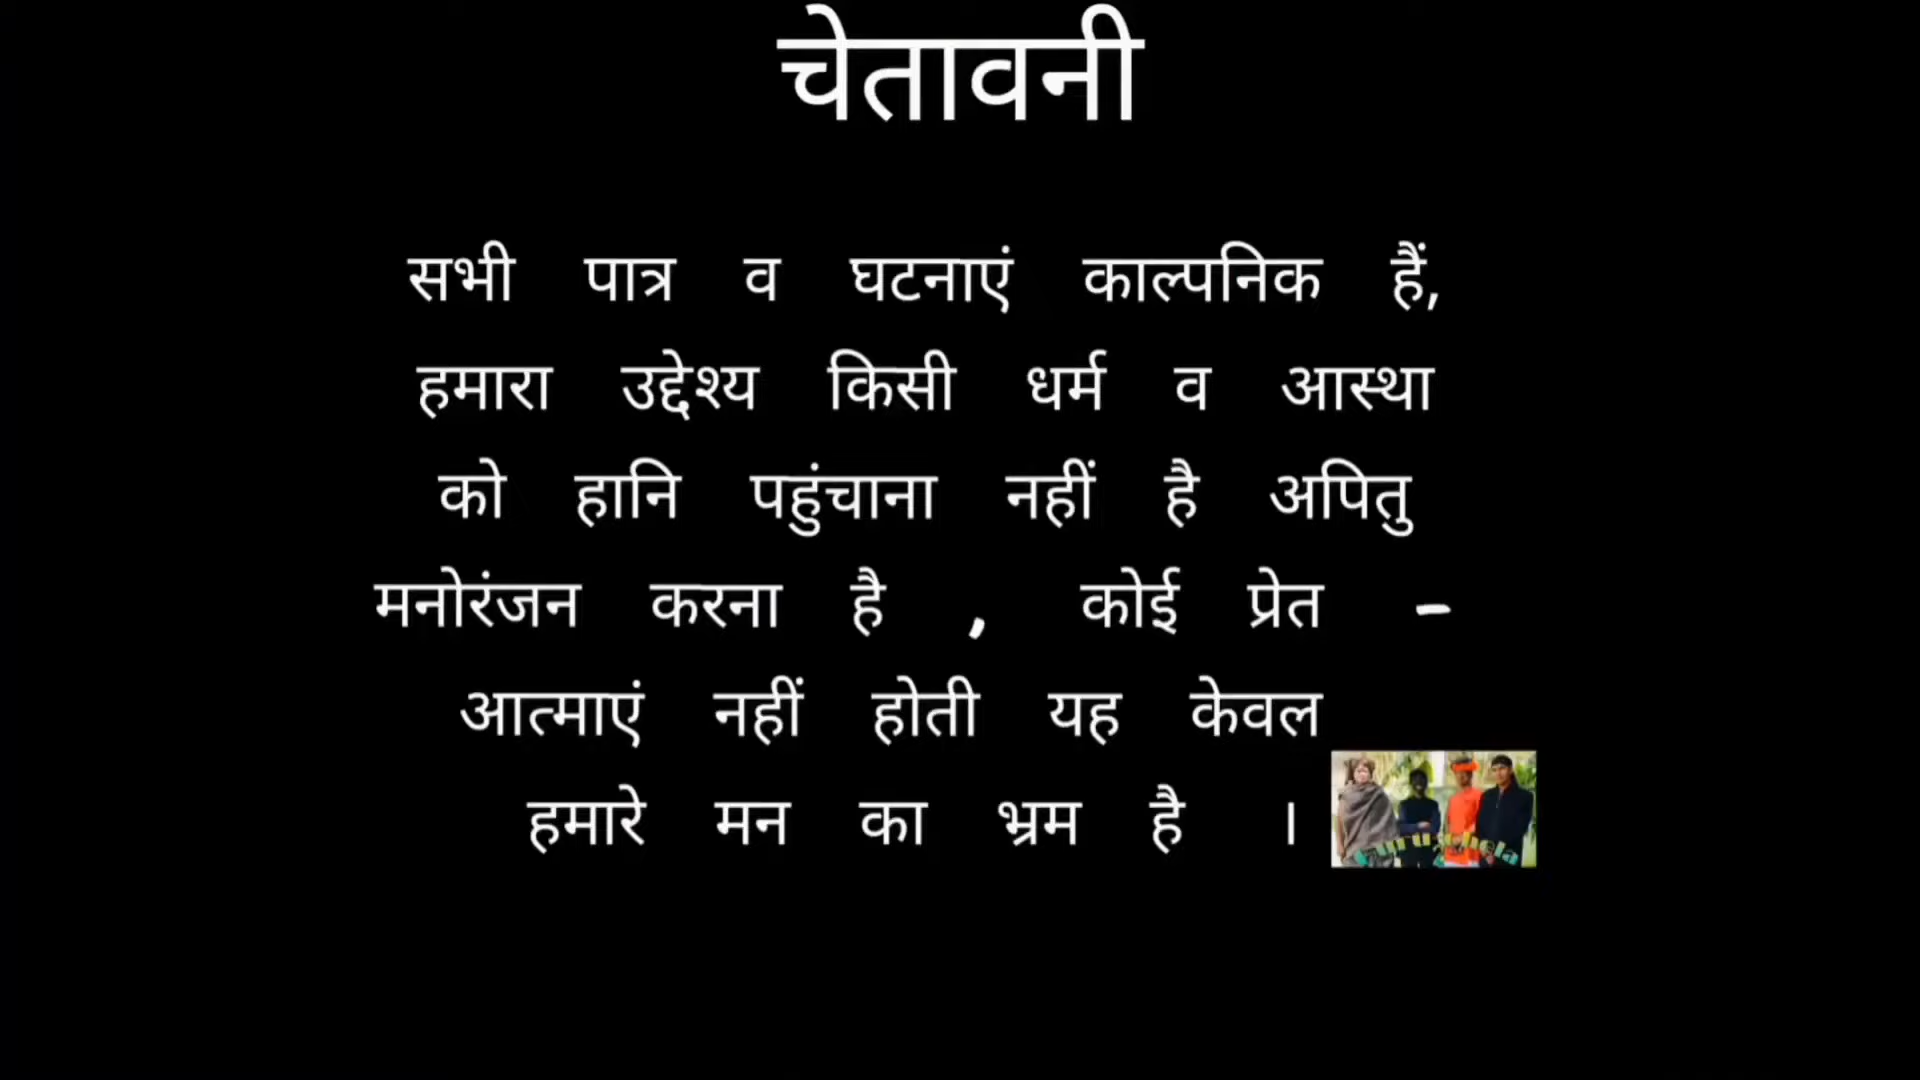 चेतावनी
सभी पात्र व घटनाएं काल्पनिक हैं,
हमारा उद्देश्य किसी धर्म व आस्था
को हानि पहुंचाना नहीं है अपितु
मनोरंजन करना है , कोई प्रेत -
आत्माएं नहीं होती यह केवल
हमारे मन का भ्रम है ।